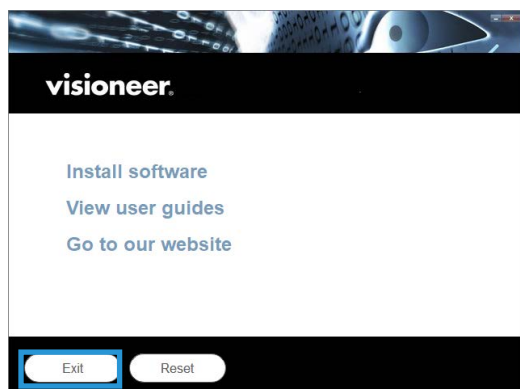 visioneer®
Install software
View user guides
Go to our website
Exit
Reset